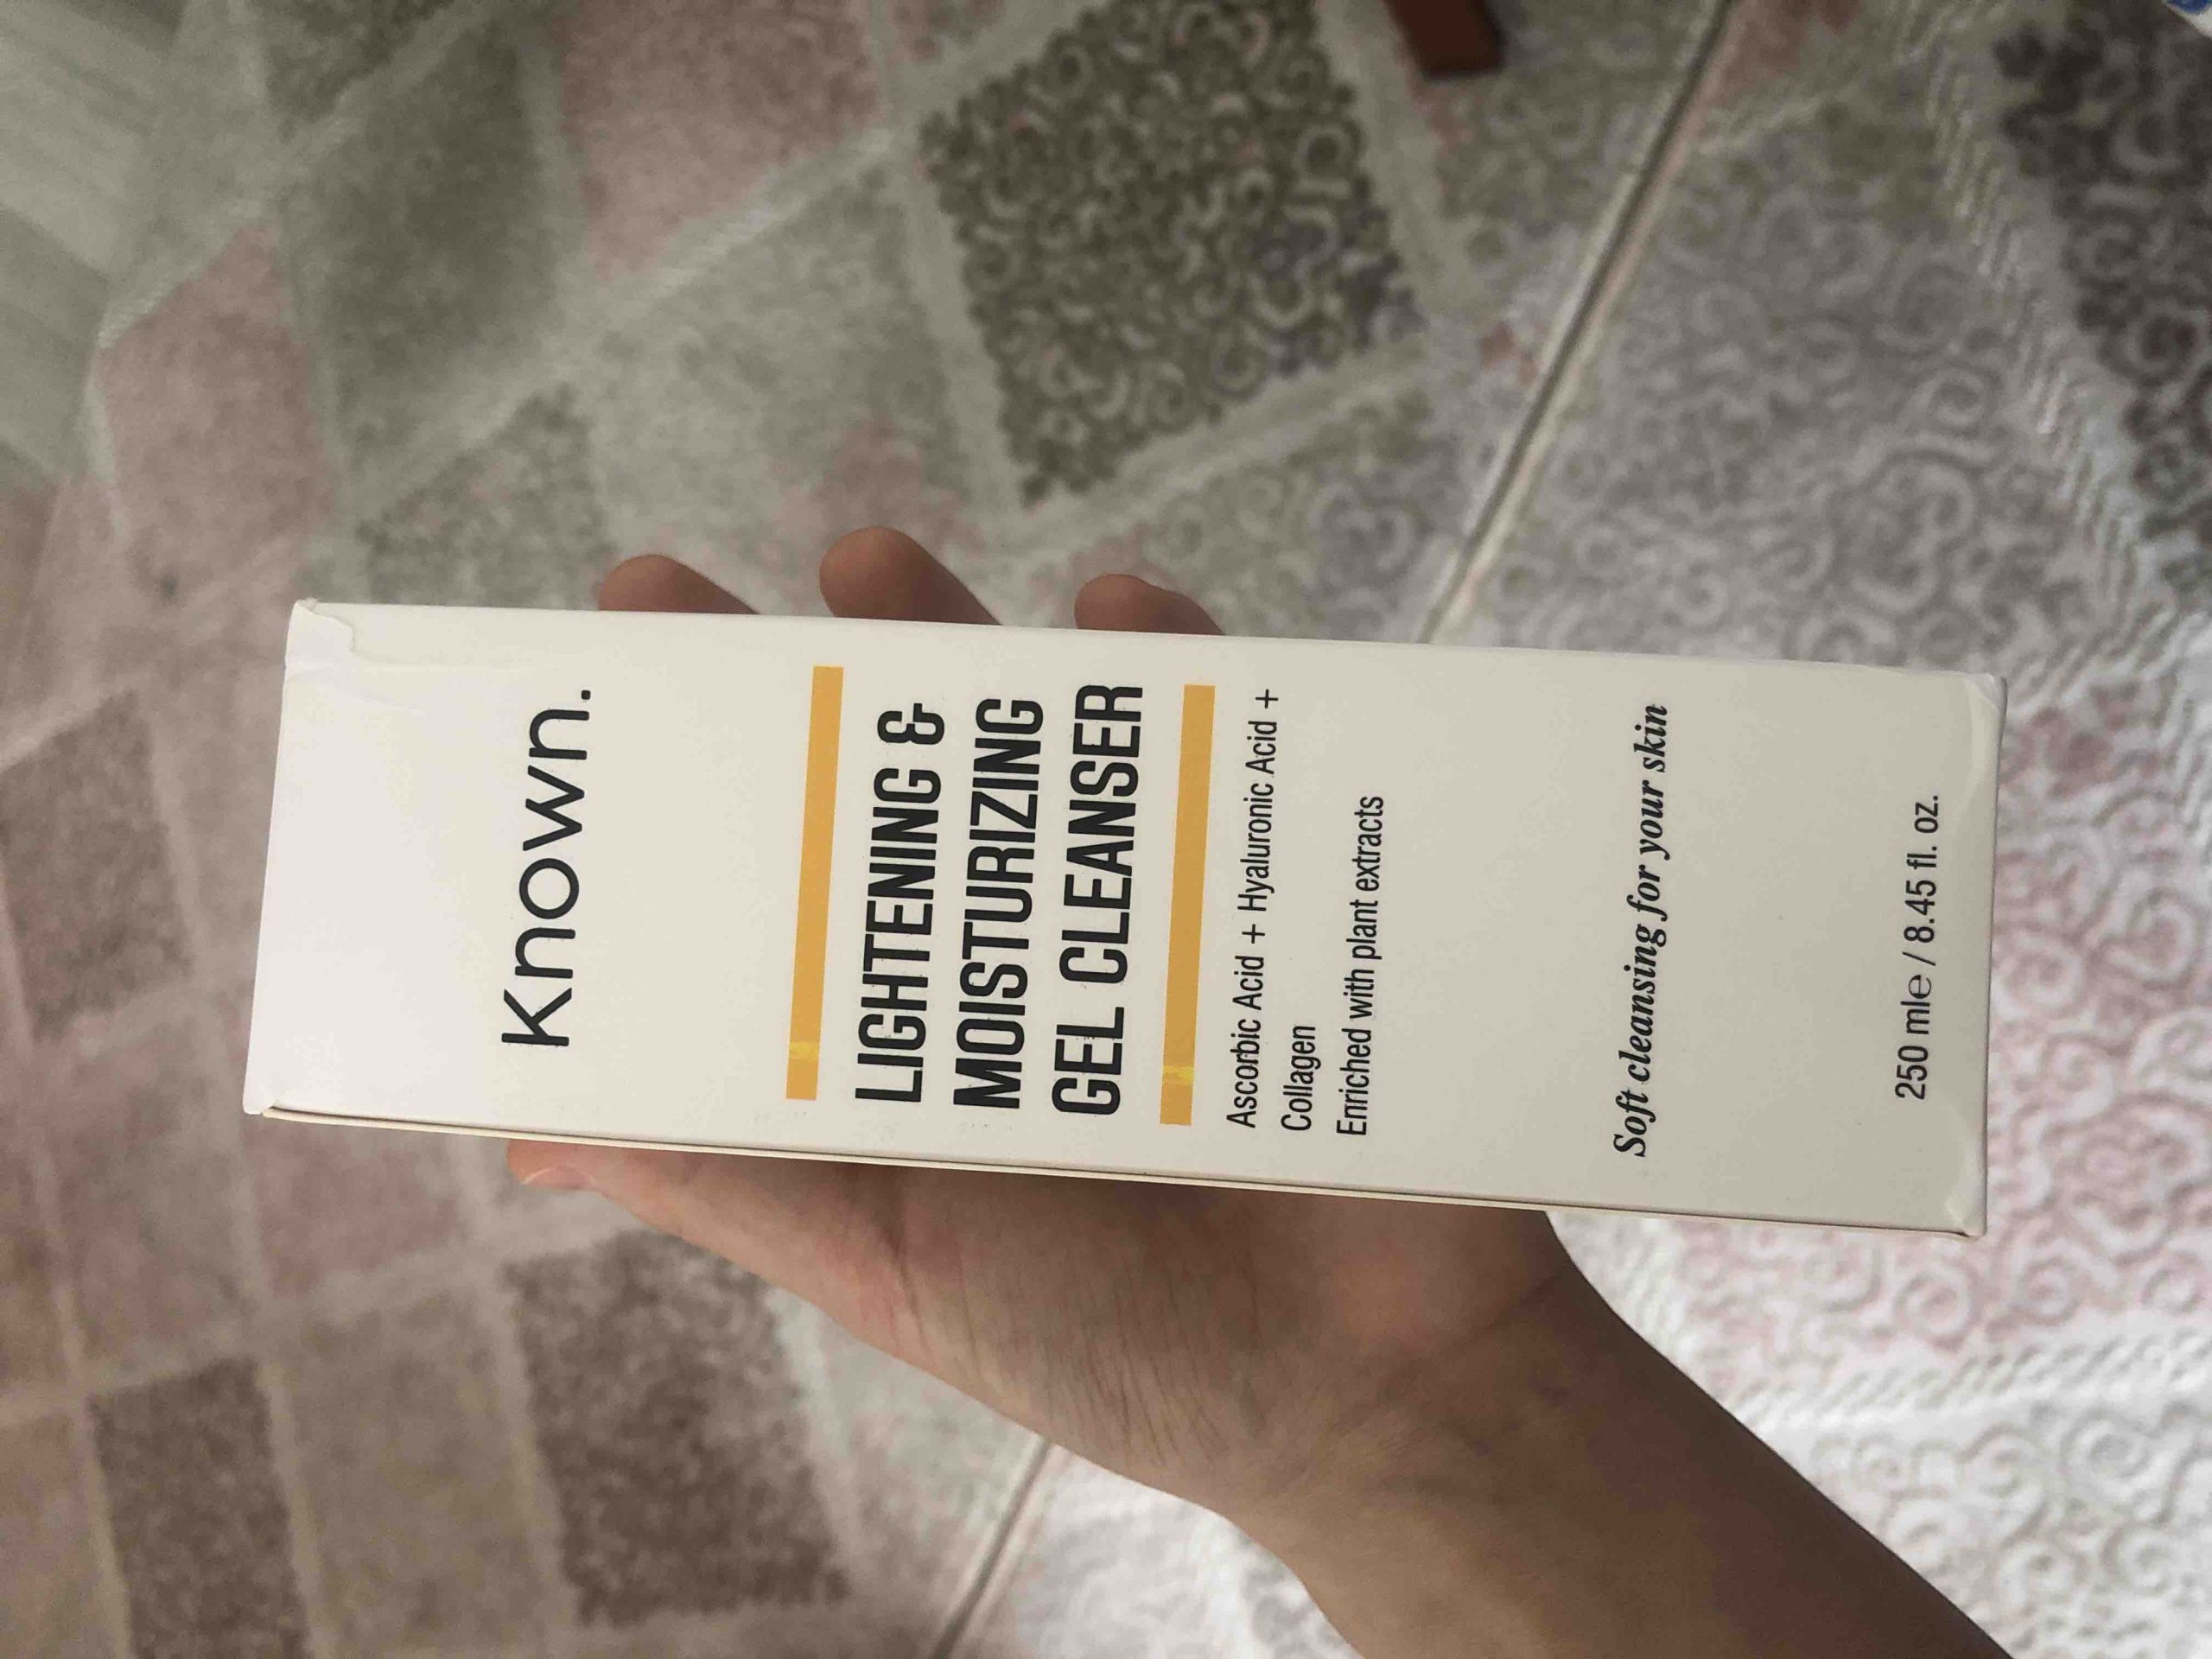 Known.
LIGHTENING &
MOISTURIZING
GEL CLEANSER
Ascorbic Acid + Hyaluronic Acid +
Collagen
Enriched with plant extracts
Soft cleansing for your skin
250 ml℮ / 8.45 fl. oz.